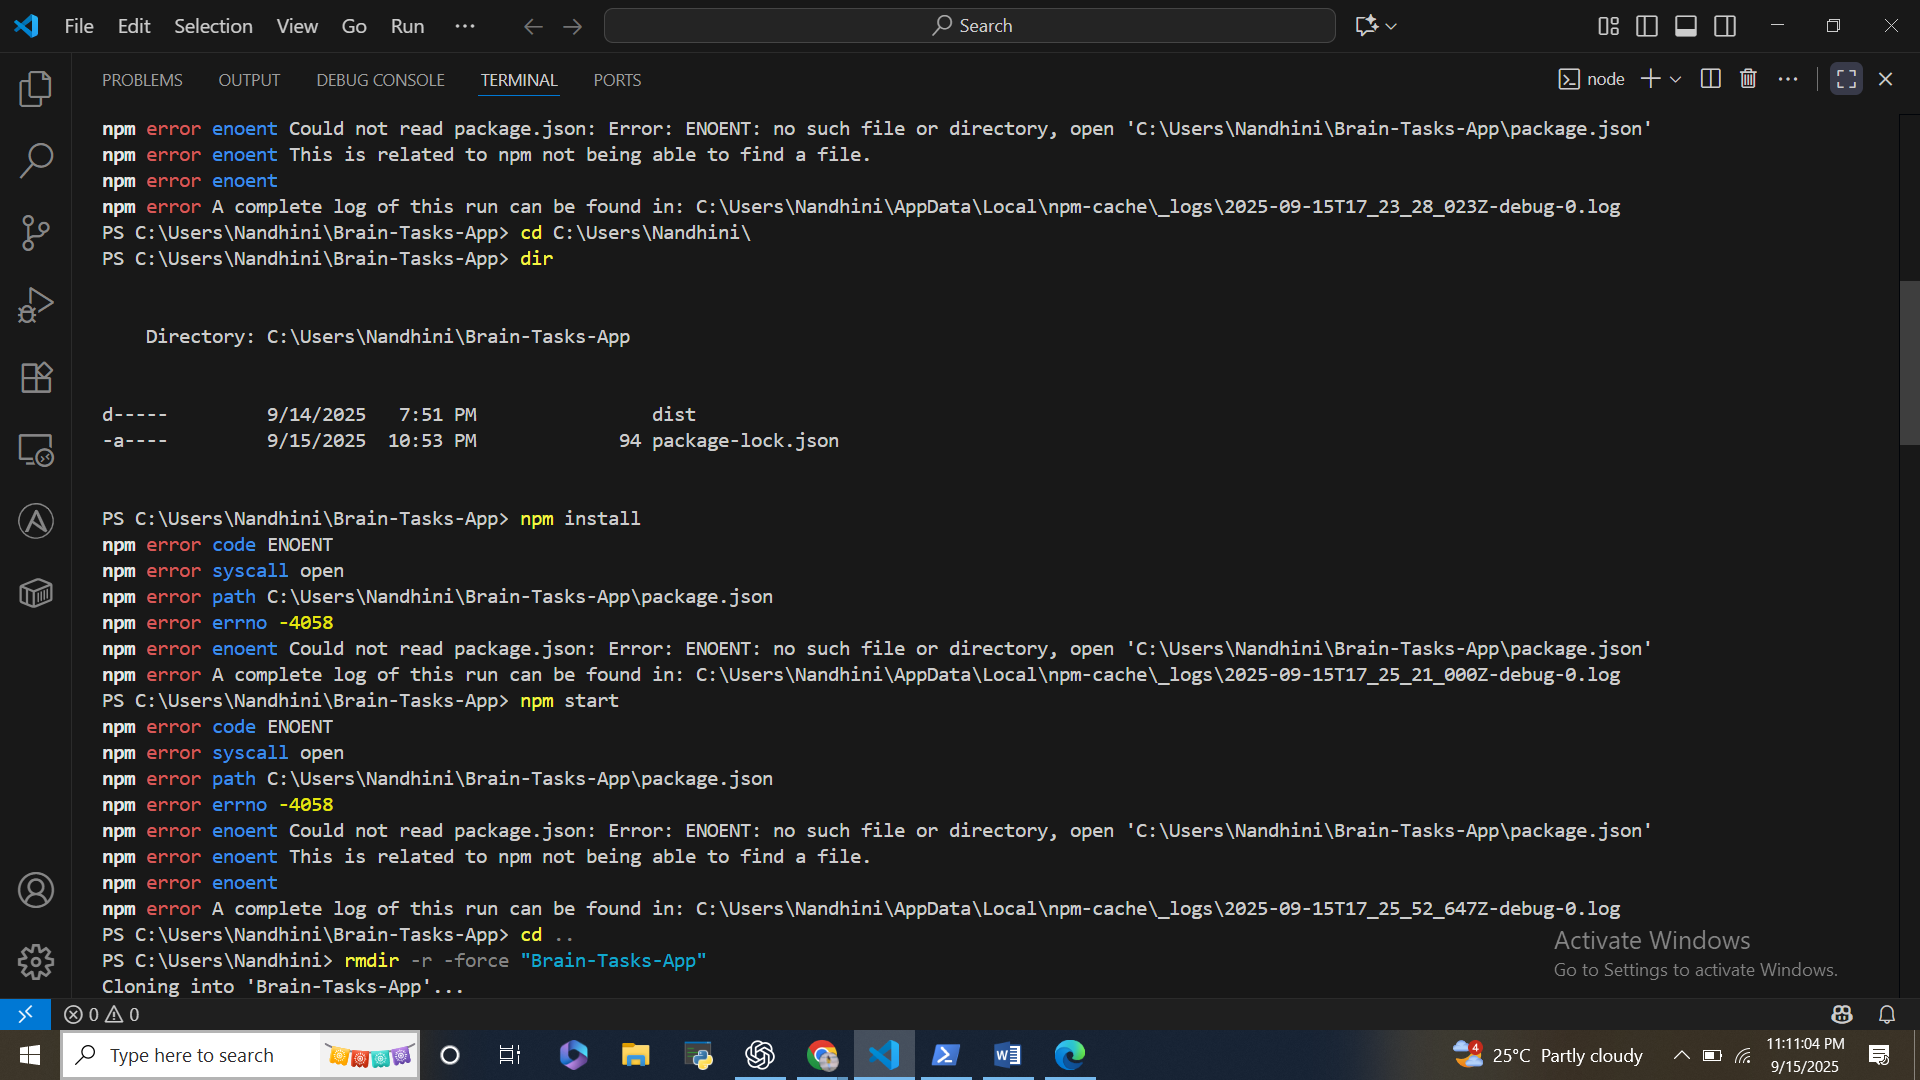 File Edit Selection View Go Run ...
Search
PROBLEMS OUTPUT DEBUG CONSOLE TERMINAL PORTS
node
npm error enoent Could not read package.json: Error: ENOENT: no such file or directory, open 'C:\Users\Nandhini\Brain-Tasks-App\package.json'
npm error enoent This is related to npm not being able to find a file.
npm error enoent
npm error A complete log of this run can be found in: C:\Users\Nandhini\AppData\Local\npm-cache\_logs\2025-09-15T17_23_28_023Z-debug-0.log
PS C:\Users\Nandhini\Brain-Tasks-App> cd C:\Users\Nandhini\
PS C:\Users\Nandhini\Brain-Tasks-App> dir
Directory: C:\Users\Nandhini\Brain-Tasks-App
d----- 9/14/2025 7:51 PM dist
-a---- 9/15/2025 10:53 PM 94 package-lock.json
PS C:\Users\Nandhini\Brain-Tasks-App> npm install
npm error code ENOENT
npm error syscall open
npm error path C:\Users\Nandhini\Brain-Tasks-App\package.json
npm error errno -4058
npm error enoent Could not read package.json: Error: ENOENT: no such file or directory, open 'C:\Users\Nandhini\Brain-Tasks-App\package.json'
npm error A complete log of this run can be found in: C:\Users\Nandhini\AppData\Local\npm-cache\_logs\2025-09-15T17_25_21_000Z-debug-0.log
PS C:\Users\Nandhini\Brain-Tasks-App> npm start
npm error code ENOENT
npm error syscall open
npm error path C:\Users\Nandhini\Brain-Tasks-App\package.json
npm error errno -4058
npm error enoent Could not read package.json: Error: ENOENT: no such file or directory, open 'C:\Users\Nandhini\Brain-Tasks-App\package.json'
npm error enoent This is related to npm not being able to find a file.
npm error enoent
npm error A complete log of this run can be found in: C:\Users\Nandhini\AppData\Local\npm-cache\_logs\2025-09-15T17_25_52_647Z-debug-0.log
PS C:\Users\Nandhini\Brain-Tasks-App> cd ..
PS C:\Users\Nandhini> rmdir -r -force "Brain-Tasks-App"
Cloning into 'Brain-Tasks-App'...
Activate Windows
Go to Settings to activate Windows.
0 0
Type here to search
4
25°C Partly cloudy
11:11:04 PM
9/15/2025